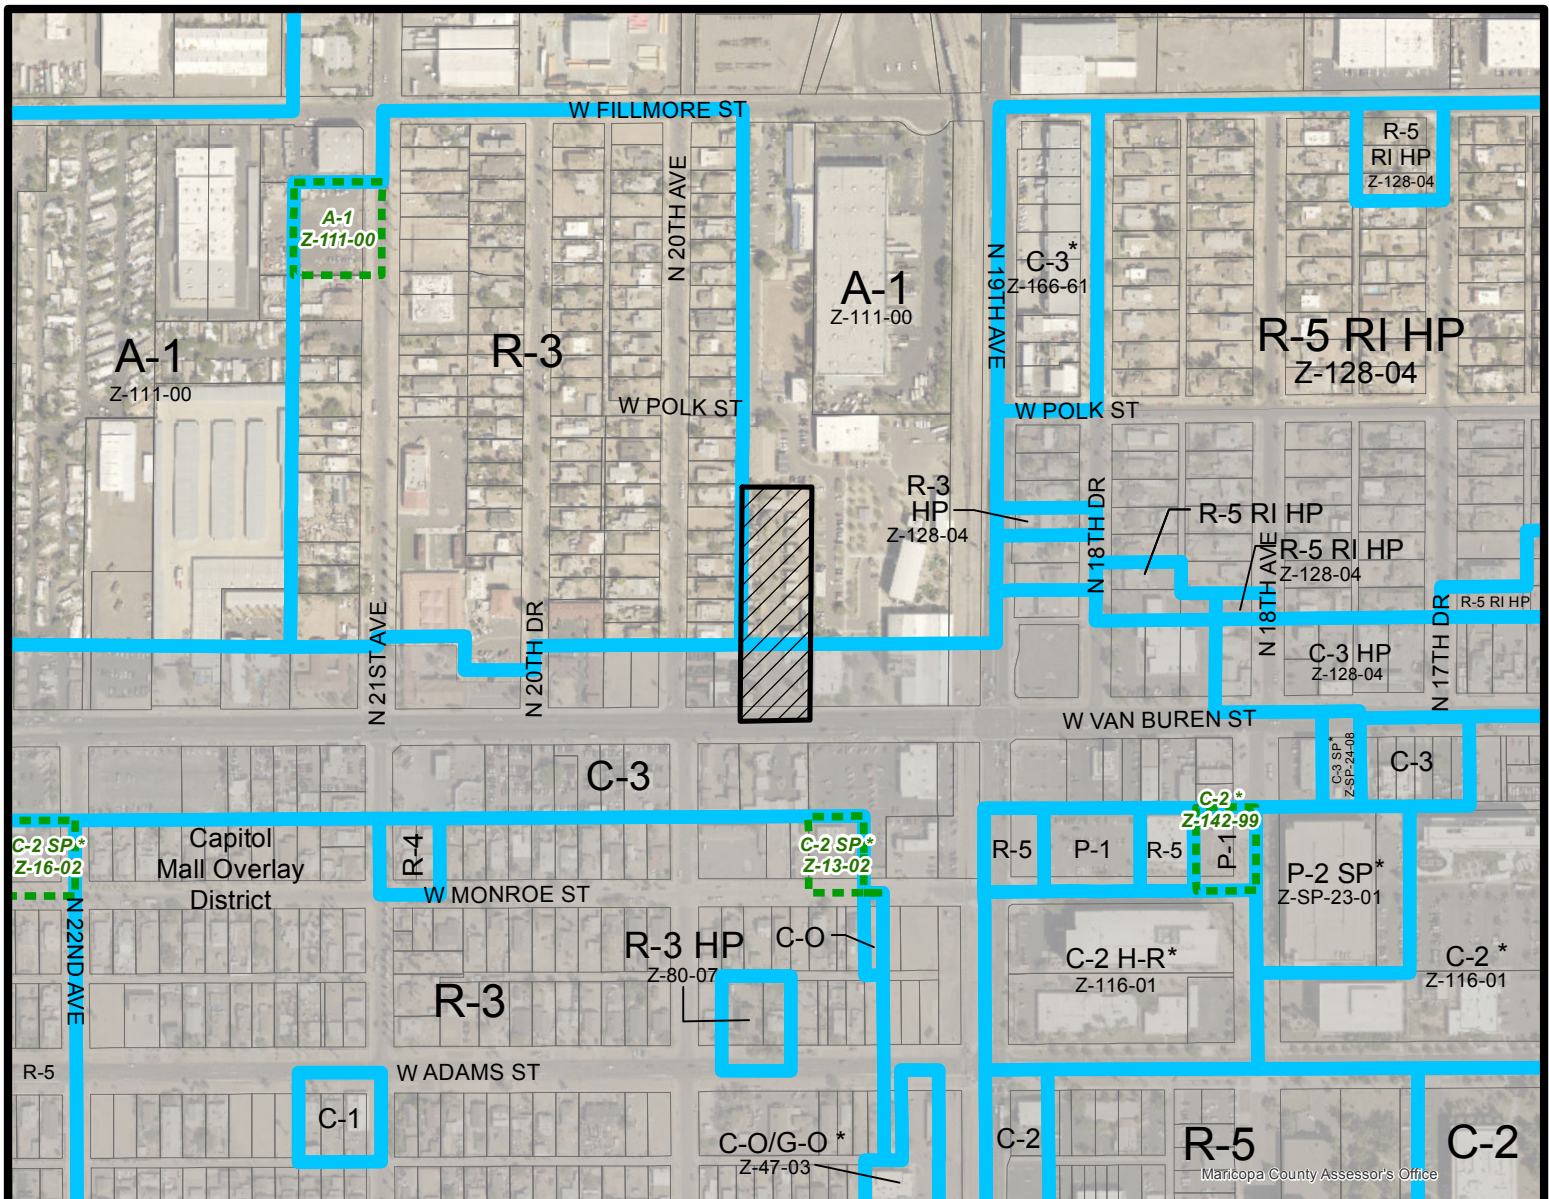 W FILLMORE ST
R-5
RI HP
Z-128-04
N 20TH AVE
A-1
Z-111-00
N 19TH AVE
C-3*
Z-166-61
A-1
Z-111-00
R-5 RI HP
Z-128-04
A-1
Z-111-00
R-3
W POLK ST
W POLK ST
R-3
HP
Z-128-04
N 18TH DR
R-5 RI HP
N 18TH AVE
R-5 RI HP
Z-128-04
R-5 RI HP
N 17TH DR
N 21ST AVE
N 20TH DR
C-3 HP
Z-128-04
W VAN BUREN ST
C-3
C-3 SP*
Z-SP-24-08
C-3
C-2 *
Z-142-99
C-2 SP *
Z-16-02
Capitol
Mall Overlay
District
R-4
C-2 SP *
Z-13-02
R-5
P-1
R-5
P-1
P-2 SP*
Z-SP-23-01
W MONROE ST
N 22ND AVE
R-3 HP
Z-80-07
C-O
C-2 H-R*
Z-116-01
C-2 *
Z-116-01
R-3
R-5
W ADAMS ST
C-1
C-O/G-O *
Z-47-03
C-2
R-5
C-2
Maricopa County Assessor's Office